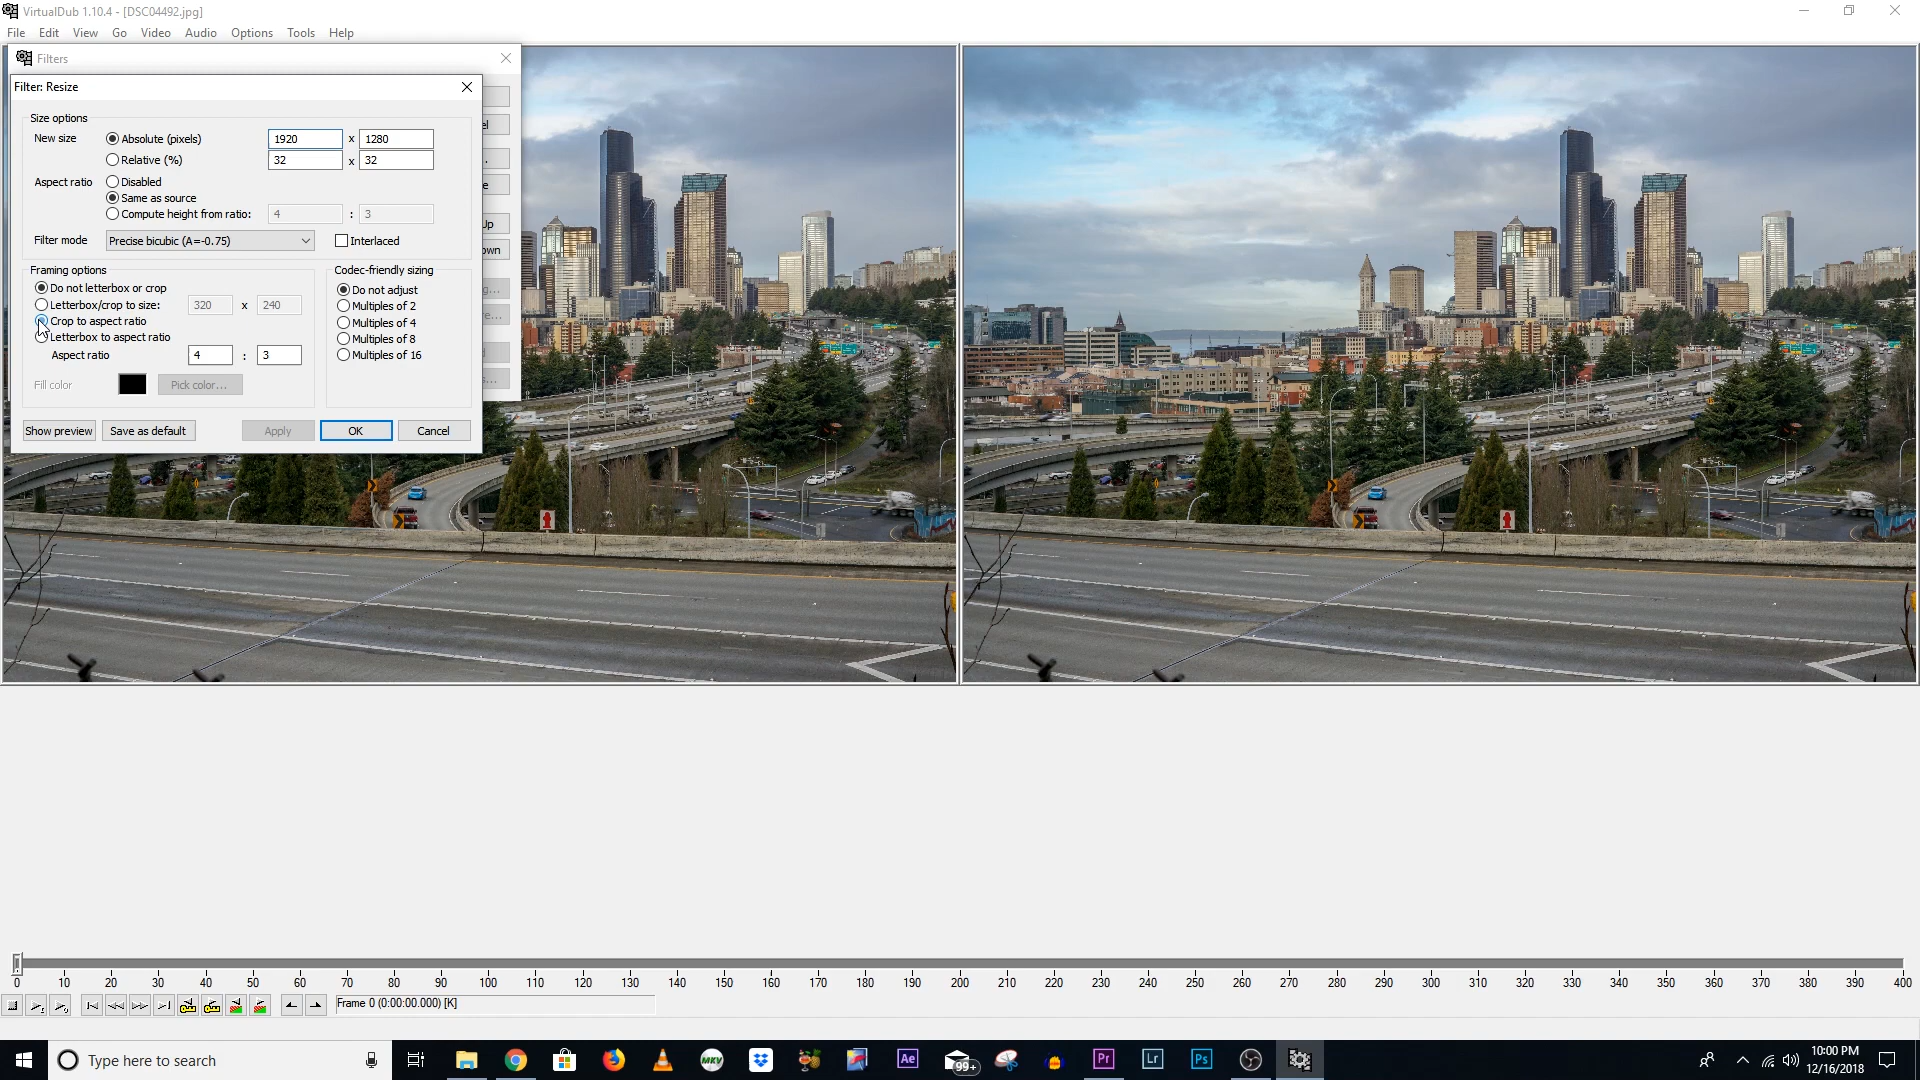 VirtualDub 1.10.4 - [DSC04492.jpg]
File Edit View Go Video Audio Options Tools Help
Filters
Filter: Resize
Size options
New size Absolute (pixels) 1920 x 1280
Relative (%) 32 x 32
Aspect ratio Disabled
Same as source
Compute height from ratio: 4 : 3
Filter mode Precise bicubic (A=-0.75) Interlaced
Framing options Codec-friendly sizing
Do not letterbox or crop Do not adjust
Letterbox/crop to size: 320 x 240 Multiples of 2
Crop to aspect ratio Multiples of 4
Letterbox to aspect ratio Multiples of 8
Aspect ratio 4 : 3 Multiples of 16
Fill color Pick color...
Show preview Save as default Apply OK Cancel
0 10 20 30 40 50 60 70 80 90 100 110 120 130 140 150 160 170 180 190 200 210 220 230 240 250 260 270 280 290 300 310 320 330 340 350 360 370 380 390 400
Frame 0 (0:00:00.000) [K]
Type here to search MKV Ae 99+ Pr Lr Ps
10:00 PM
12/16/2018